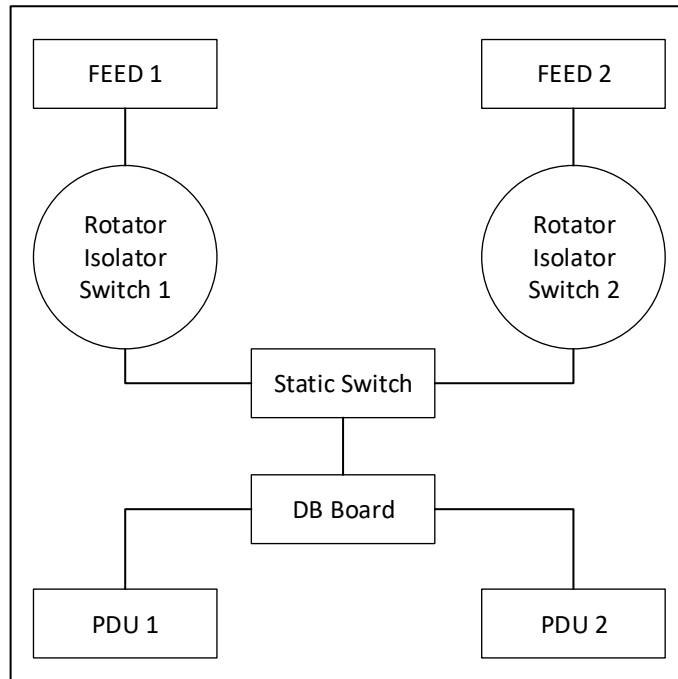 FEED 1
FEED 2
Rotator
Isolator
Switch 1
Rotator
Isolator
Switch 2
Static Switch
DB Board
PDU 1
PDU 2